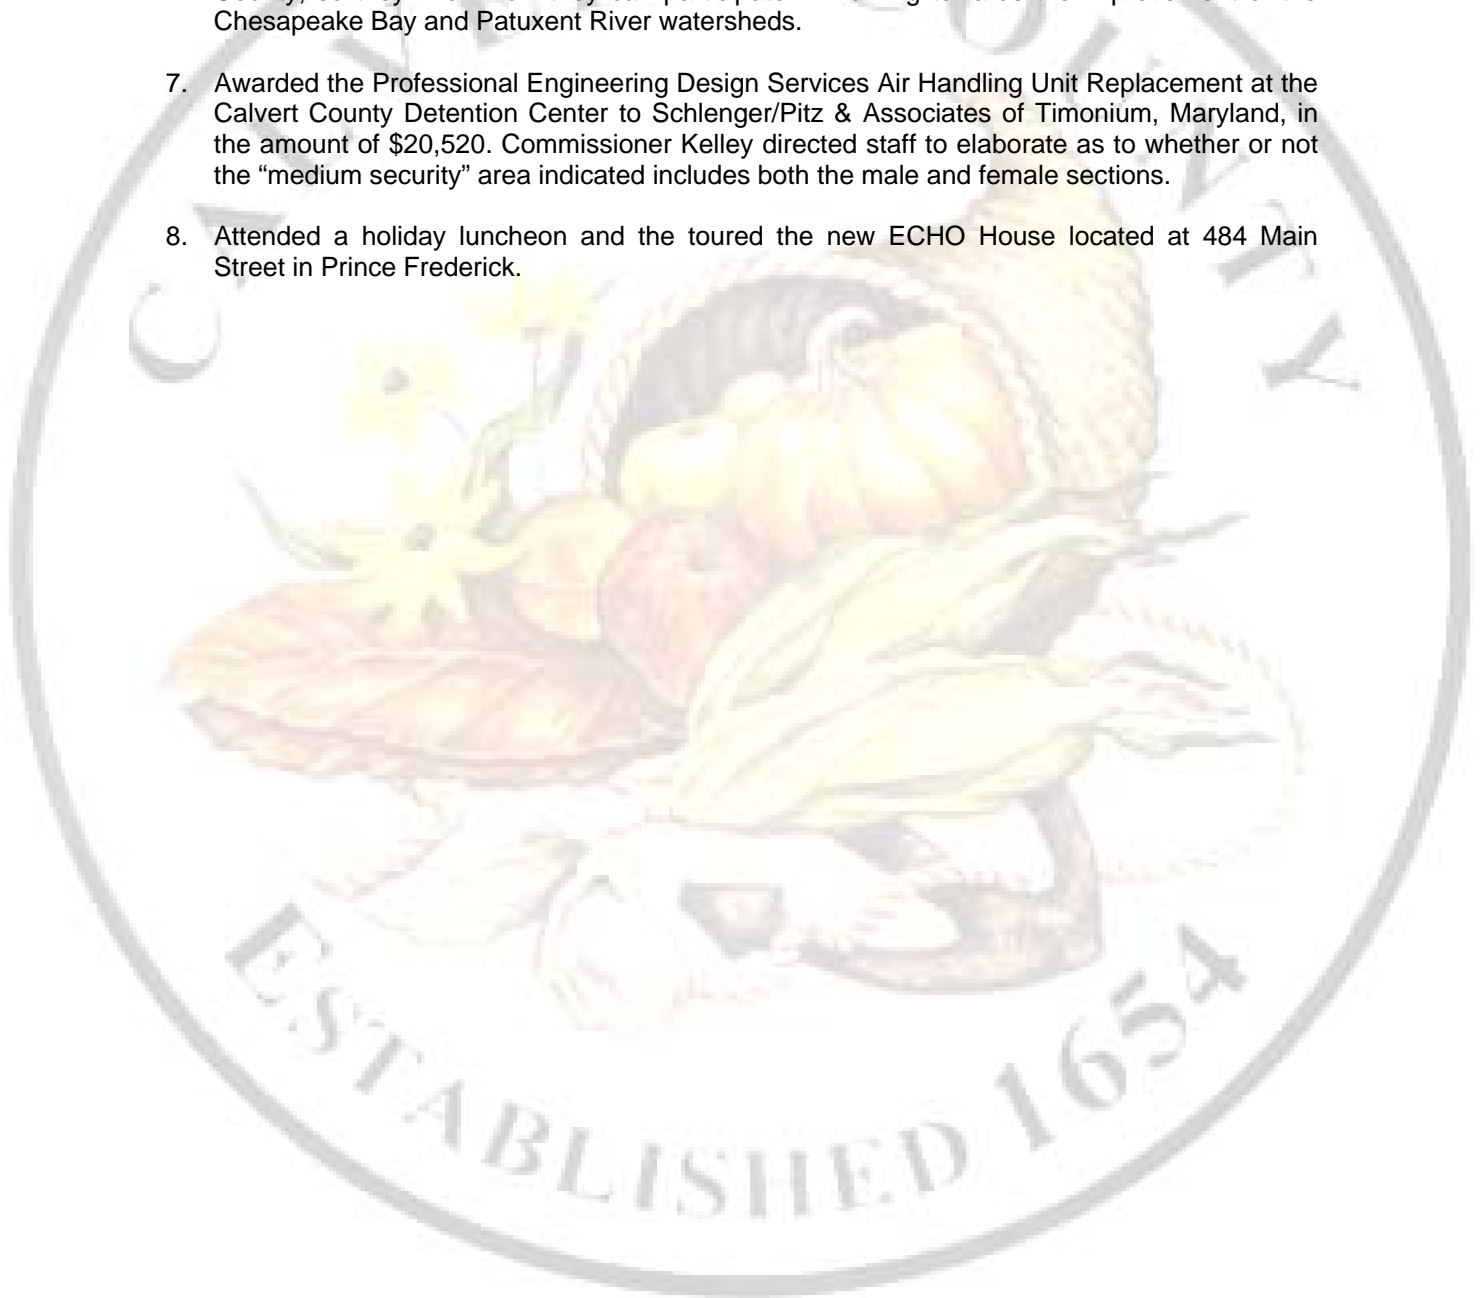 Chesapeake Bay and Patuxent River watersheds.
7. Awarded the Professional Engineering Design Services Air Handling Unit Replacement at the
Calvert County Detention Center to Schlenger/Pitz & Associates of Timonium, Maryland, in
the amount of $20,520. Commissioner Kelley directed staff to elaborate as to whether or not
the “medium security” area indicated includes both the male and female sections.
8. Attended a holiday luncheon and the toured the new ECHO House located at 484 Main
Street in Prince Frederick.
ESTABLISHED 1654